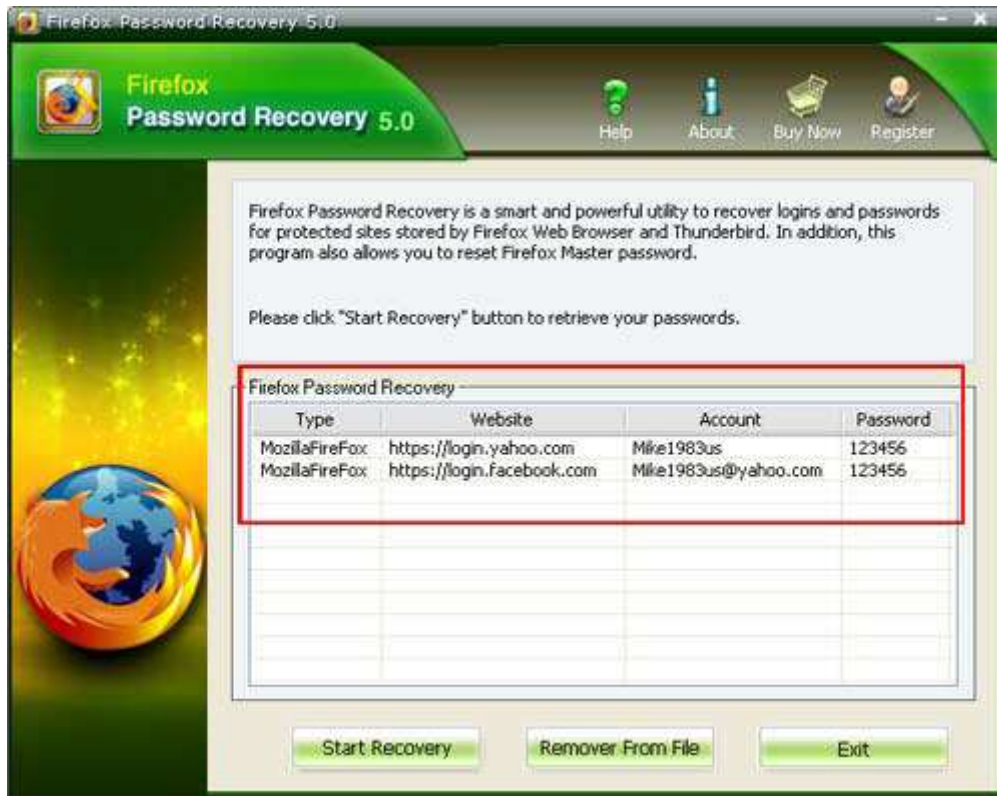 Firefox Password Recovery 5.0
Firefox
Password Recovery 5.0
Help About Buy Now Register
Firefox Password Recovery is a smart and powerful utility to recover logins and passwords
for protected sites stored by Firefox Web Browser and Thunderbird. In addition, this
program also allows you to reset Firefox Master password.
Please click "Start Recovery" button to retrieve your passwords.
Firefox Password Recovery
Type Website Account Password
MozillaFireFox https://login.yahoo.com Mike1983us 123456
MozillaFireFox https://login.facebook.com Mike1983us@yahoo.com 123456
Start Recovery Remover From File Exit